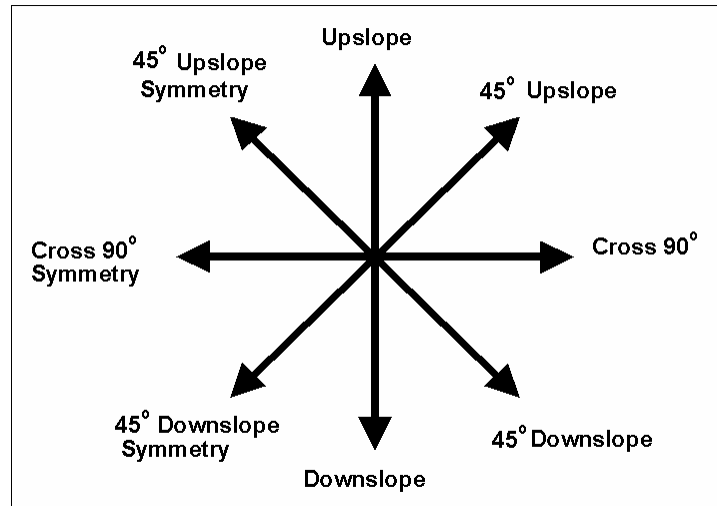 Upslope
45° Upslope
Symmetry
45° Upslope
Cross 90°
Symmetry
Cross 90°
45° Downslope
Symmetry
45° Downslope
Downslope